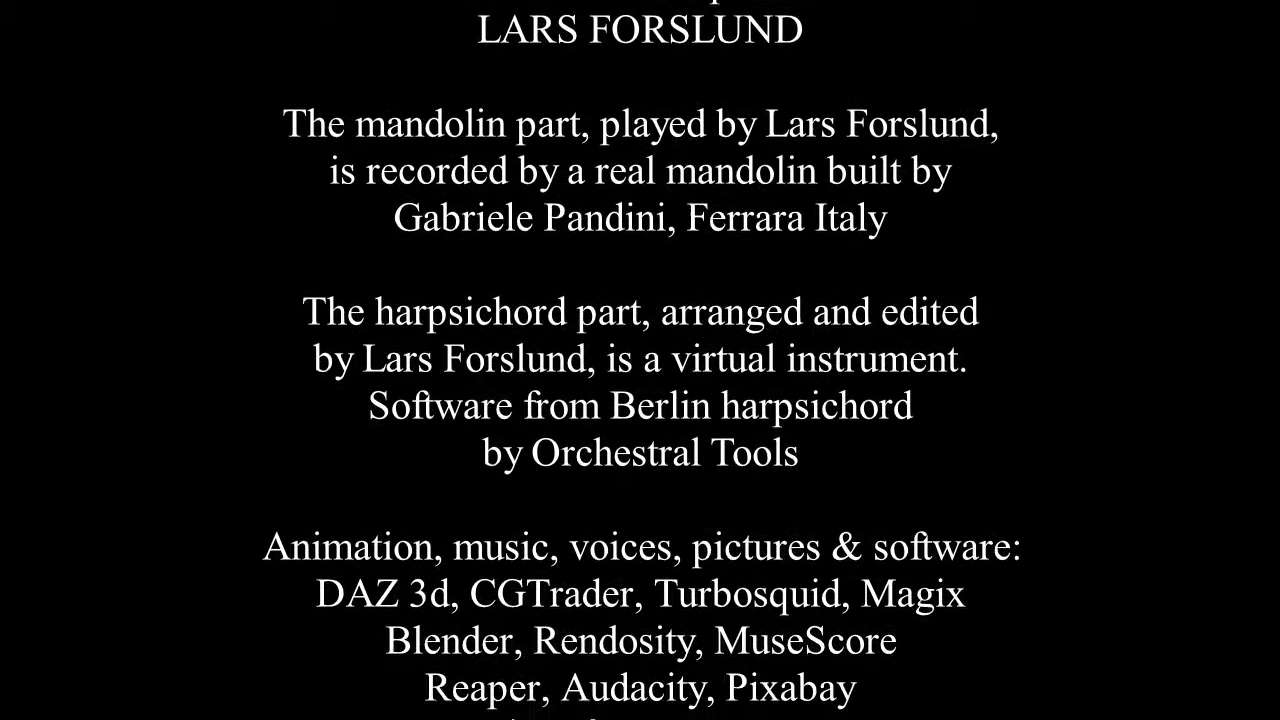 LARS FORSLUND
The mandolin part, played by Lars Forslund,
is recorded by a real mandolin built by
Gabriele Pandini, Ferrara Italy
The harpsichord part, arranged and edited
by Lars Forslund, is a virtual instrument.
Software from Berlin harpsichord
by Orchestral Tools
Animation, music, voices, pictures & software:
DAZ 3d, CGTrader, Turbosquid, Magix
Blender, Rendosity, MuseScore
Reaper, Audacity, Pixabay